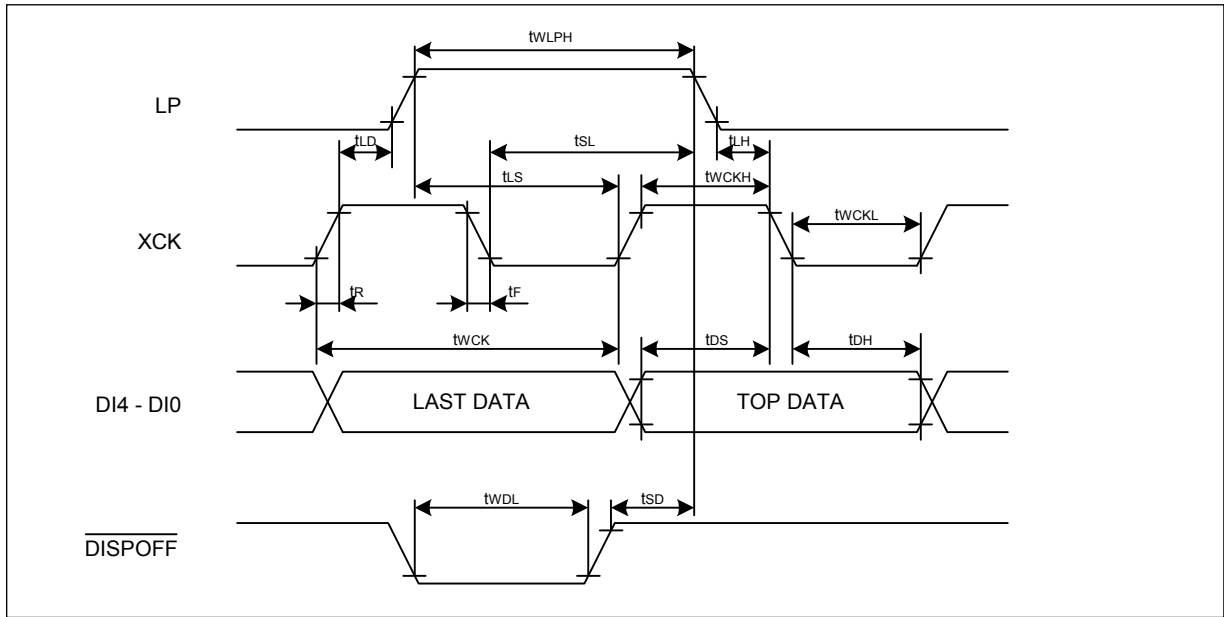 tWLPH
LP
tLD
tSL
tLH
tLS
tWCKH
tWCKL
XCK
tR
tF
tWCK
tDS
tDH
DI4 - DI0
LAST DATA
TOP DATA
tWDL
tSD
DISPOFF